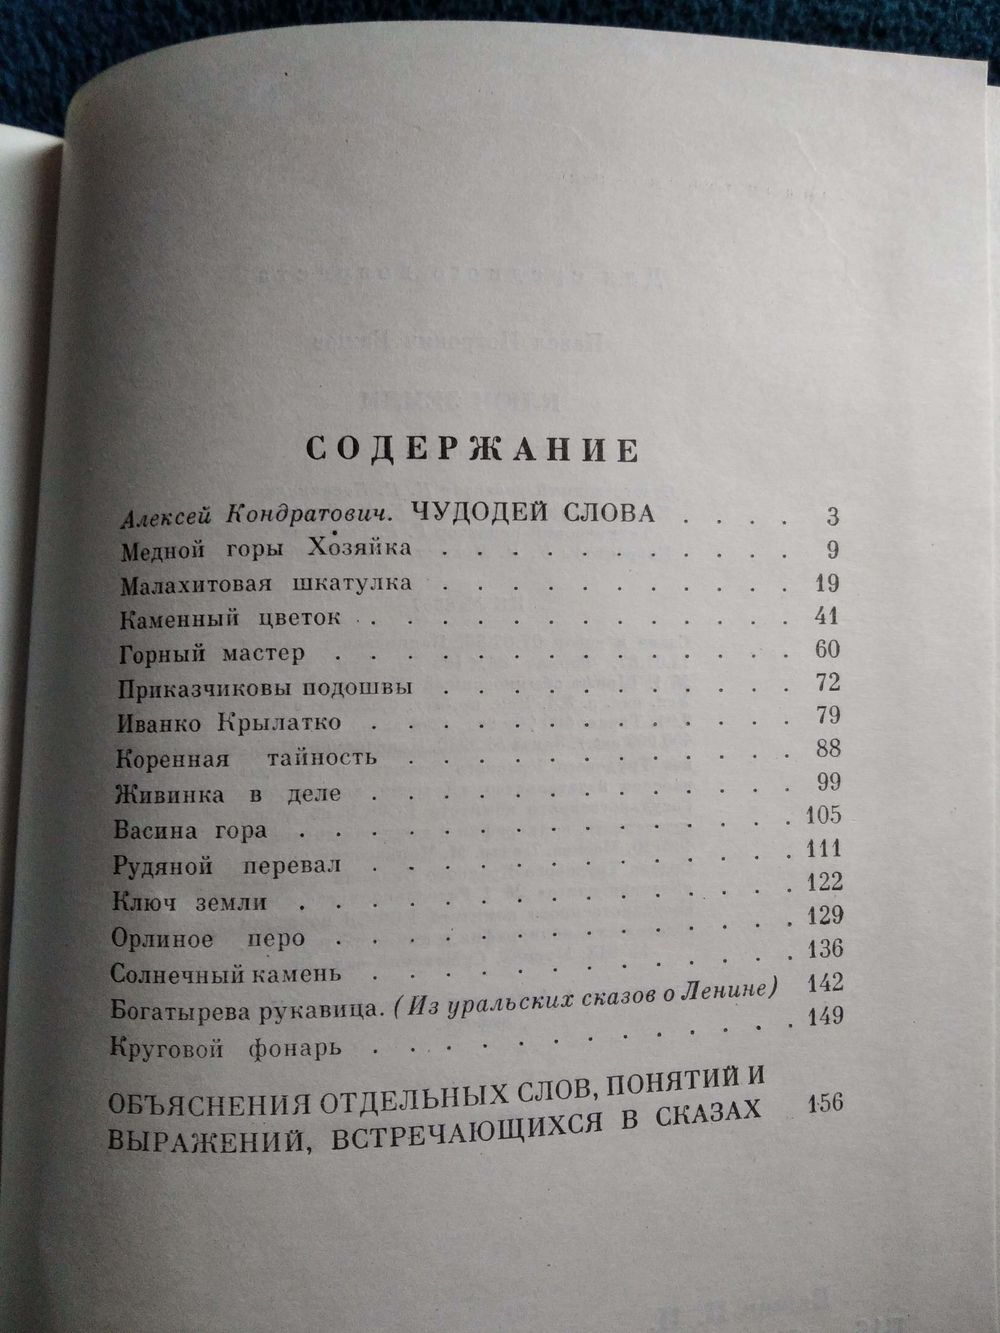 СОДЕРЖАНИЕ
Алексей Кондратович. ЧУДОДЕЙ СЛОВА . . . . 3
Медной горы Хозяйка . . . . . . . . . . . 9
Малахитовая шкатулка . . . . . . . . . . . 19
Каменный цветок . . . . . . . . . . . . . 41
Горный мастер . . . . . . . . . . . . . . 60
Приказчиковы подошвы . . . . . . . . . . . 72
Иванко Крылатко . . . . . . . . . . . . . 79
Коренная тайность . . . . . . . . . . . . 88
Живинка в деле . . . . . . . . . . . . . 99
Васина гора . . . . . . . . . . . . . . . 105
Рудяной перевал . . . . . . . . . . . . . 111
Ключ земли . . . . . . . . . . . . . . . 122
Орлиное перо . . . . . . . . . . . . . . 129
Солнечный камень . . . . . . . . . . . . . 136
Богатырева рукавица. (Из уральских сказов о Ленине) 142
Круговой фонарь . . . . . . . . . . . . . 149
ОБЪЯСНЕНИЯ ОТДЕЛЬНЫХ СЛОВ, ПОНЯТИЙ И
ВЫРАЖЕНИЙ, ВСТРЕЧАЮЩИХСЯ В СКАЗАХ 156